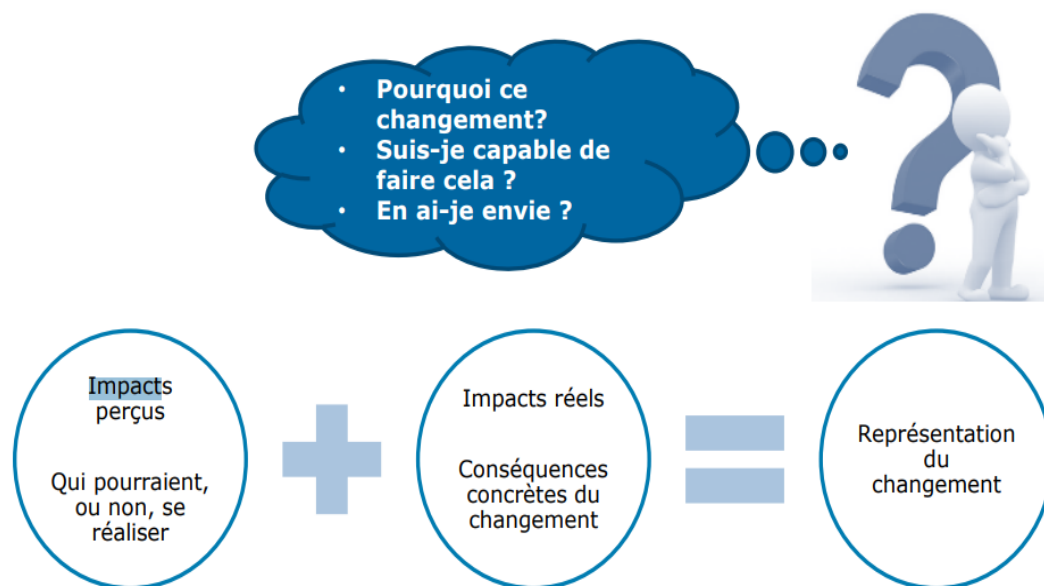 • Pourquoi ce
changement?
• Suis-je capable de
faire cela ?
• En ai-je envie ?
Impacts
perçus
Qui pourraient,
ou non, se
réaliser
Impacts réels
Conséquences
concrètes du
changement
Représentation
du
changement